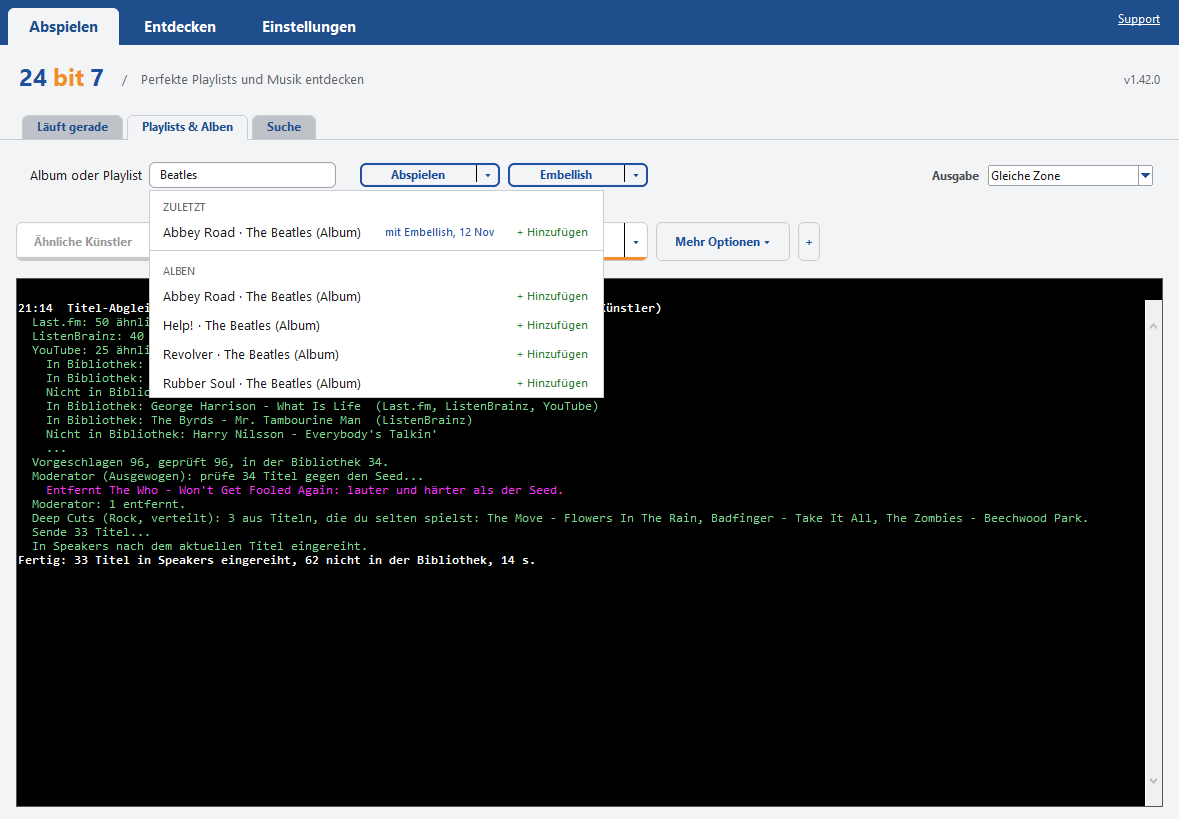 Abspielen Entdecken Einstellungen Support
24 bit 7 / Perfekte Playlists und Musik entdecken v1.42.0
Läuft gerade Playlists & Alben Suche
Album oder Playlist Beatles Abspielen Embellish Ausgabe Gleiche Zone
ZULETZT
Abbey Road · The Beatles (Album) mit Embellish, 12 Nov + Hinzufügen
Ähnliche Künstler Mehr Optionen +
ALBEN
Abbey Road · The Beatles (Album) + Hinzufügen
Help! · The Beatles (Album) + Hinzufügen
Revolver · The Beatles (Album) + Hinzufügen
Rubber Soul · The Beatles (Album) + Hinzufügen
21:14 Titel-Abglei
Last.fm: 50 ähnli
ListenBrainz: 40
YouTube: 25 ähnli
In Bibliothek:
In Bibliothek:
Nicht in Biblio
In Bibliothek: George Harrison - What Is Life (Last.fm, ListenBrainz, YouTube)
In Bibliothek: The Byrds - Mr. Tambourine Man (ListenBrainz)
Nicht in Bibliothek: Harry Nilsson - Everybody's Talkin'
...
Vorgeschlagen 96, geprüft 96, in der Bibliothek 34.
Moderator (Ausgewogen): prüfe 34 Titel gegen den Seed...
Entfernt The Who - Won't Get Fooled Again: lauter und härter als der Seed.
Moderator: 1 entfernt.
Deep Cuts (Rock, verteilt): 3 aus Titeln, die du selten spielst: The Move - Flowers In The Rain, Badfinger - Take It All, The Zombies - Beechwood Park.
Sende 33 Titel...
In Speakers nach dem aktuellen Titel eingereiht.
Fertig: 33 Titel in Speakers eingereiht, 62 nicht in der Bibliothek, 14 s.